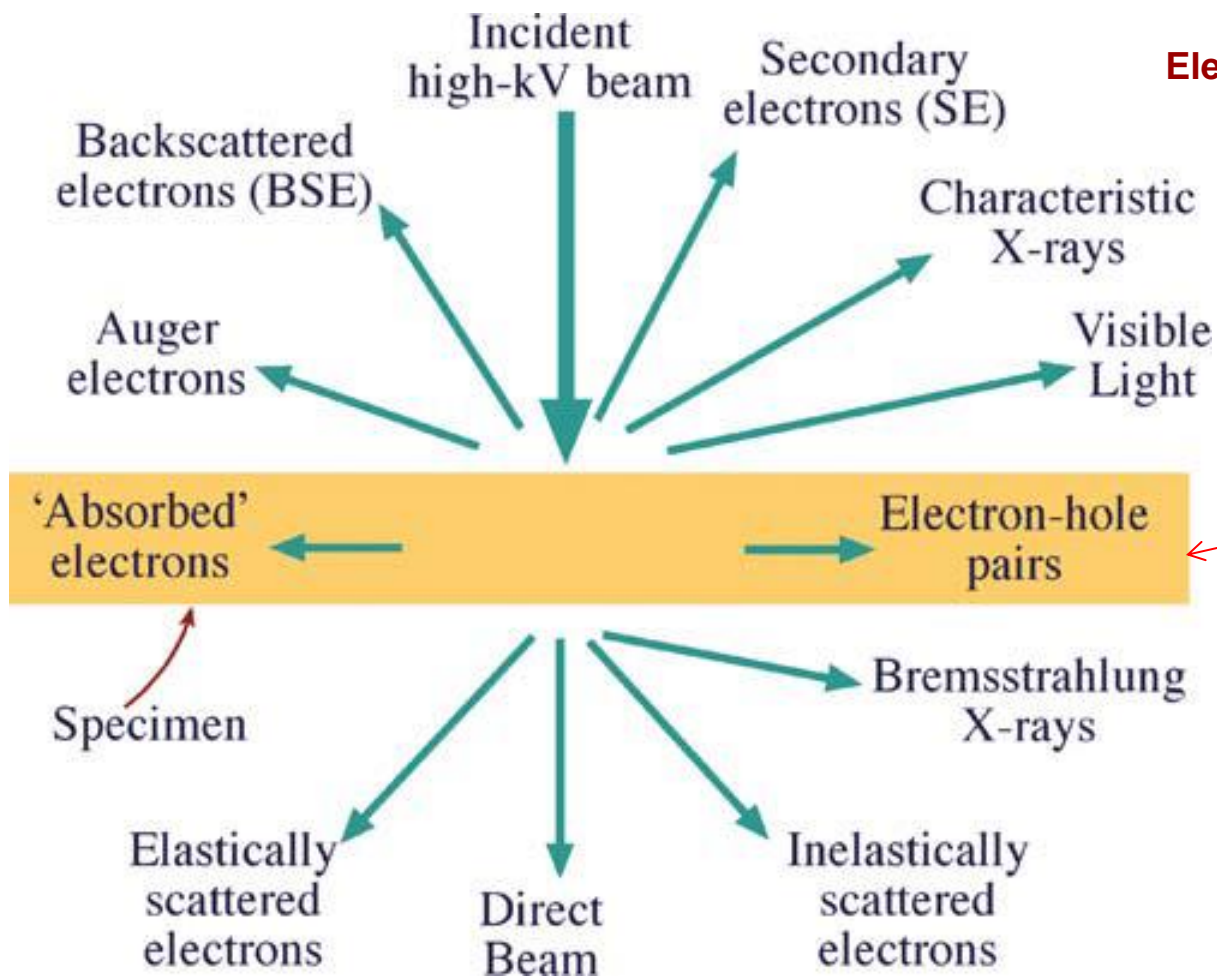 Incident
high-kV beam
Secondary
electrons (SE)
Ele
Backscattered
electrons (BSE)
Characteristic
X-rays
Auger
electrons
Visible
Light
‘Absorbed’
electrons
Electron-hole
pairs
Specimen
Bremsstrahlung
X-rays
Elastically
scattered
electrons
Direct
Beam
Inelastically
scattered
electrons